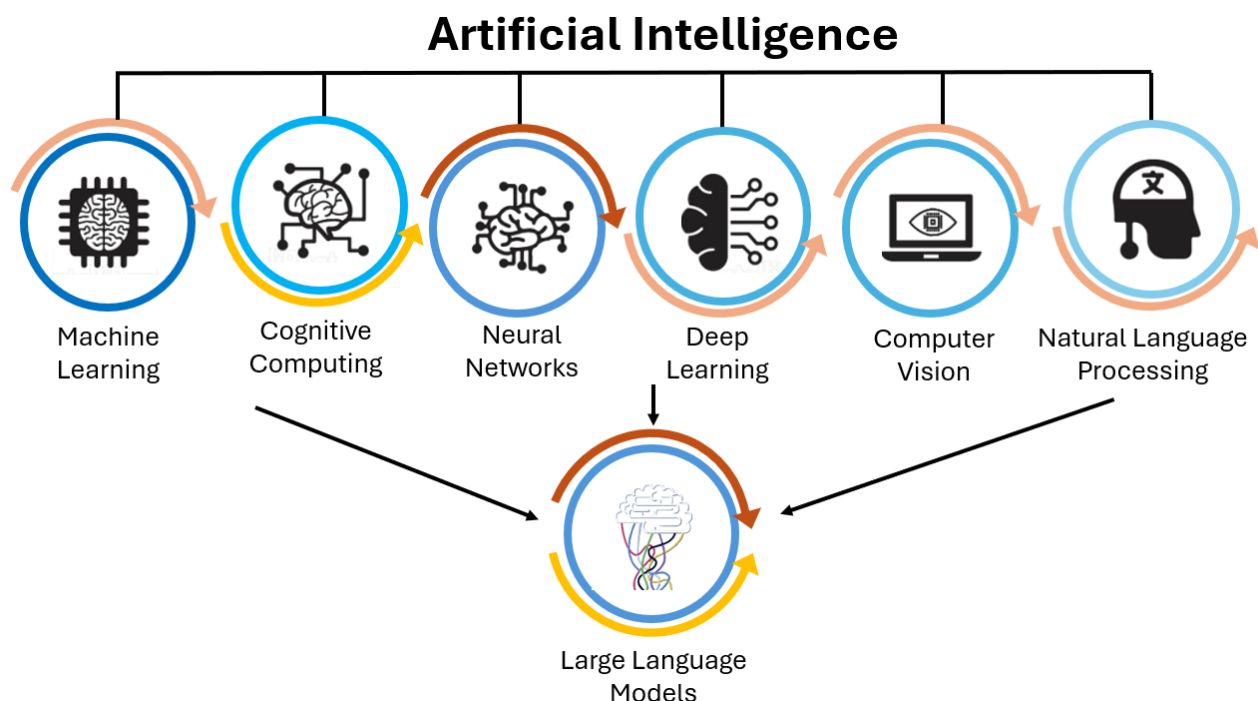 Artificial Intelligence
文
Machine
Learning
Cognitive
Computing
Neural
Networks
Deep
Learning
Computer
Vision
Natural Language
Processing
Large Language
Models